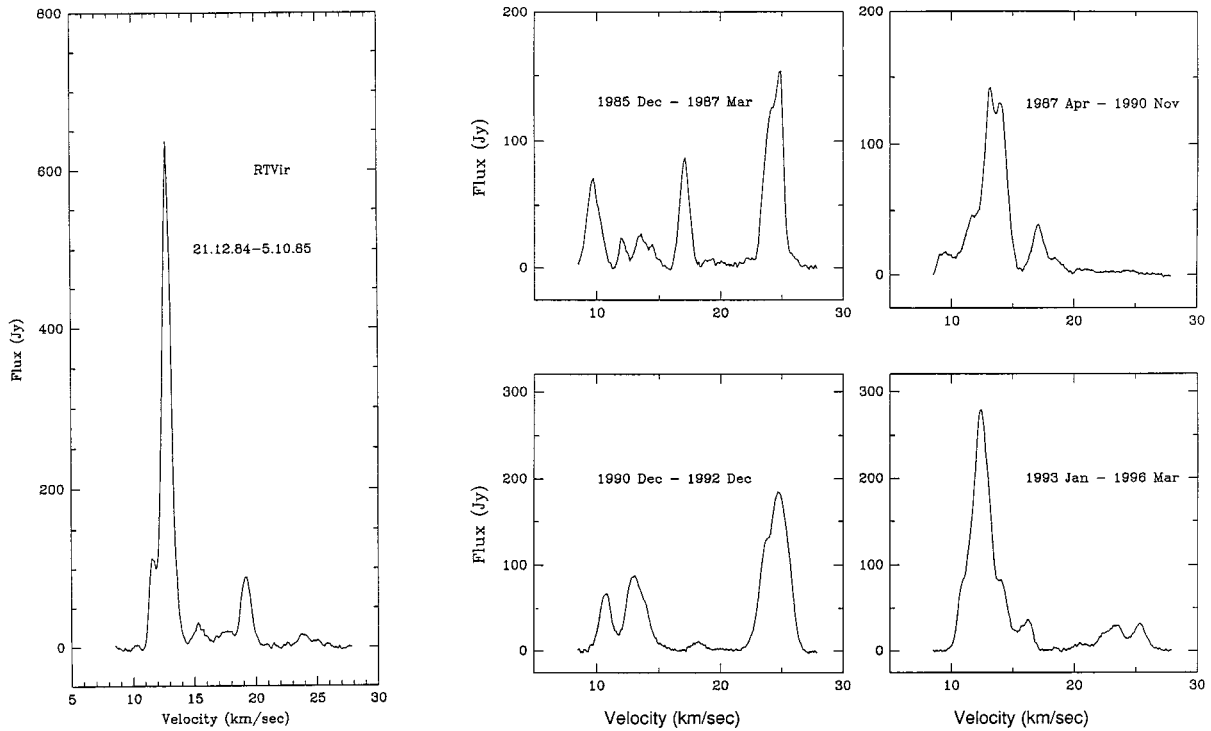 800
600
400
200
0
Flux (Jy)
RTVir
21.12.84–5.10.85
5 10 15 20 25 30
Velocity (km/sec)
200
100
0
Flux (Jy)
1985 Dec – 1987 Mar
10 20 30
200
150
100
50
0
1987 Apr – 1990 Nov
10 20 30
300
200
100
0
Flux (Jy)
1990 Dec – 1992 Dec
10 20 30
Velocity (km/sec)
300
200
100
0
1993 Jan – 1996 Mar
10 20 30
Velocity (km/sec)